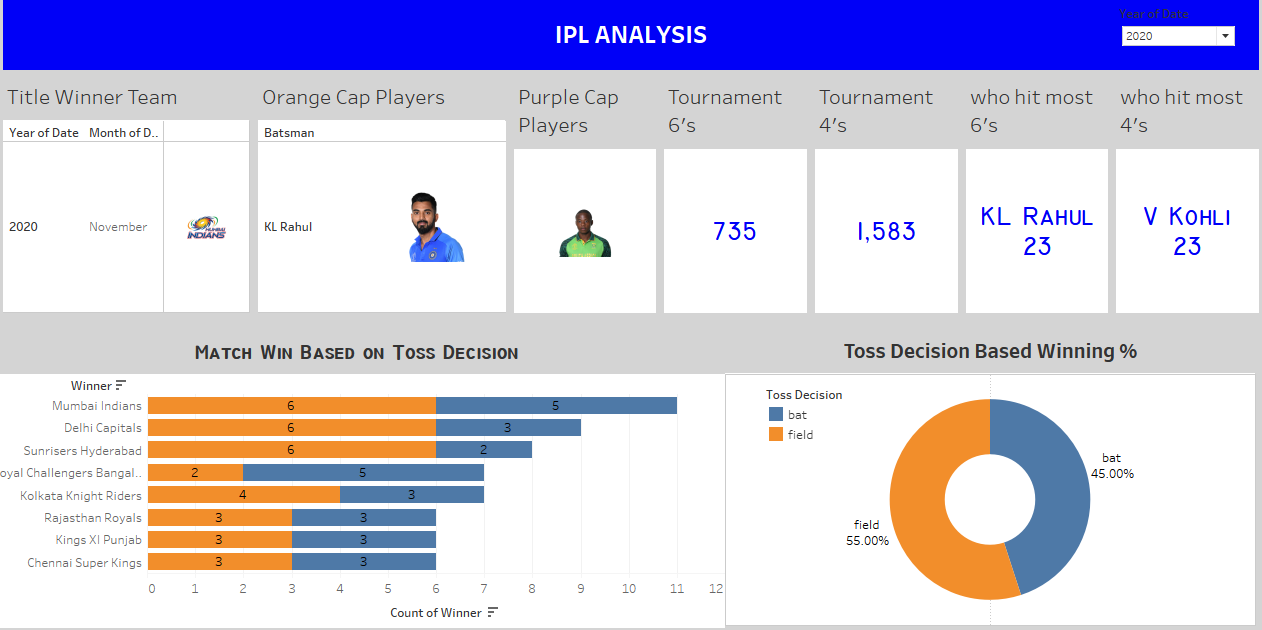 IPL ANALYSIS
Year of Date
2020
Title Winner Team
Year of Date Month of D..
2020 November
MUMBAI
INDIANS
Orange Cap Players
Batsman
KL Rahul
Purple Cap
Players
Tournament
6's
735
Tournament
4's
1,583
who hit most
6's
KL RAHUL
23
who hit most
4's
V KOHLI
23
MATCH WIN BASED ON TOSS DECISION
Winner
Mumbai Indians 6 5
Delhi Capitals 6 3
Sunrisers Hyderabad 6 2
oyal Challengers Bangal.. 2 5
Kolkata Knight Riders 4 3
Rajasthan Royals 3 3
Kings XI Punjab 3 3
Chennai Super Kings 3 3
0 1 2 3 4 5 6 7 8 9 10 11 12
Count of Winner
Toss Decision Based Winning %
Toss Decision
bat
field
bat
45.00%
field
55.00%